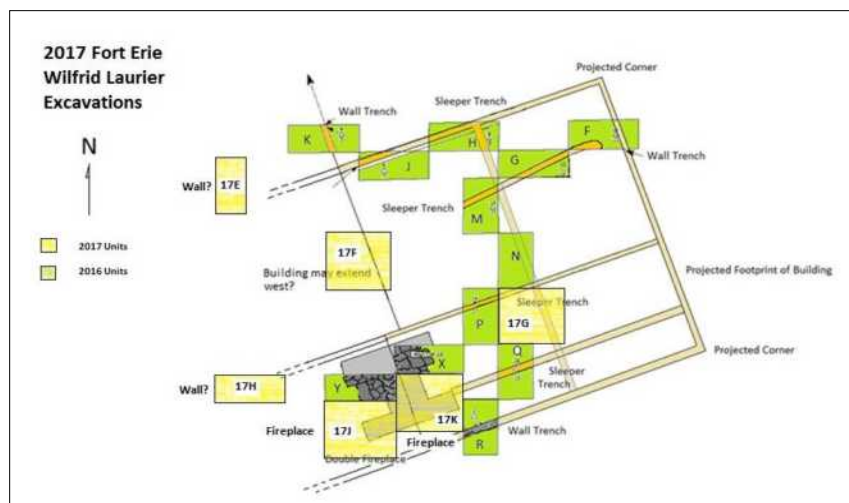 2017 Fort Erie
Wilfrid Laurier
Excavations
N
2017 Units
2016 Units
Projected Corner
Sleeper Trench
Wall Trench
K
J
H
G
F
Wall Trench
Wall?
17E
Sleeper Trench
M
17F
Building may extend
west?
N
Projected Footprint of Building
Sleeper Trench
P
17G
Projected Corner
X
Q
Sleeper
Trench
Wall?
17H
Y
17K
Fireplace
17J
Fireplace
R
Wall Trench
Double Fireplace